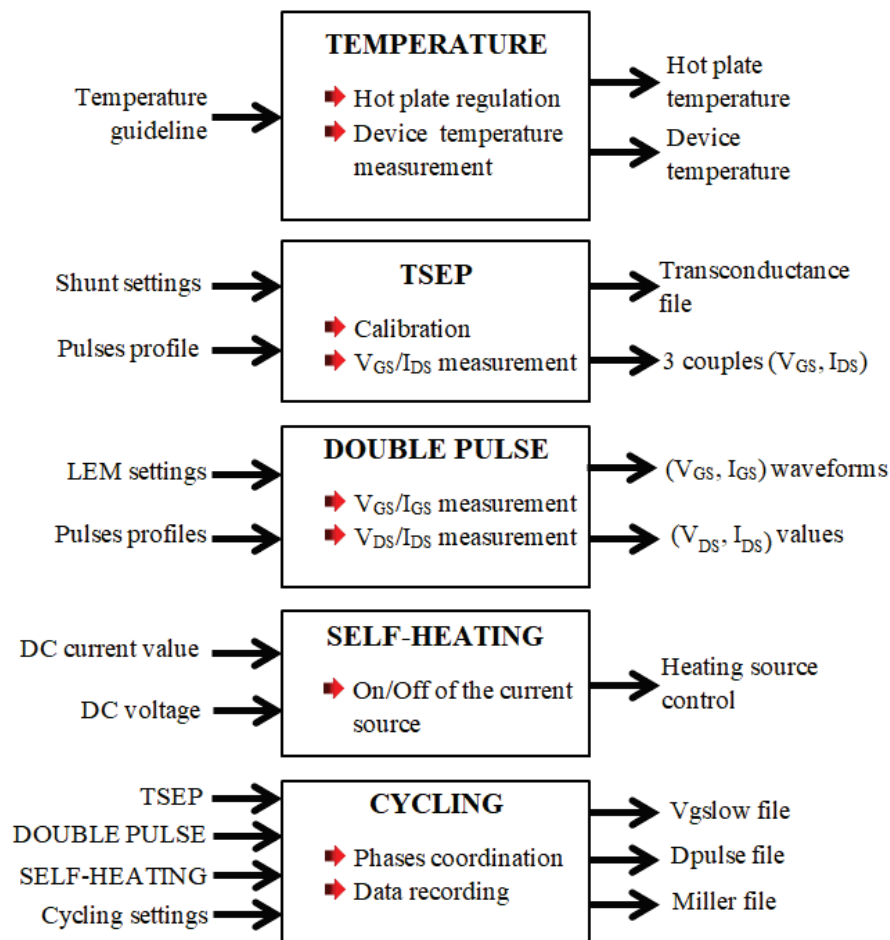 TEMPERATURE
Temperature
guideline
Hot plate regulation
Device temperature
measurement
Hot plate
temperature
Device
temperature
TSEP
Shunt settings
Pulses profile
Calibration
VGS/IDS measurement
Transconductance
file
3 couples (VGS, IDS)
DOUBLE PULSE
LEM settings
Pulses profiles
VGS/IGS measurement
VDS/IDS measurement
(VGS, IGS) waveforms
(VDS, IDS) values
SELF-HEATING
DC current value
DC voltage
On/Off of the current
source
Heating source
control
CYCLING
TSEP
DOUBLE PULSE
SELF-HEATING
Cycling settings
Phases coordination
Data recording
Vgslow file
Dpulse file
Miller file